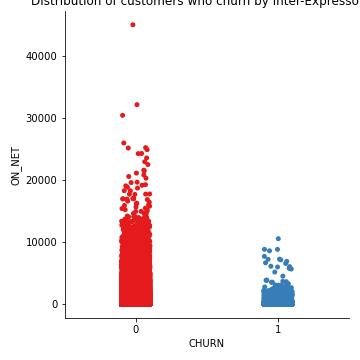 Distribution of customers who churn by Inter-Expresso
ON_NET
40000
30000
20000
10000
0
0 1
CHURN